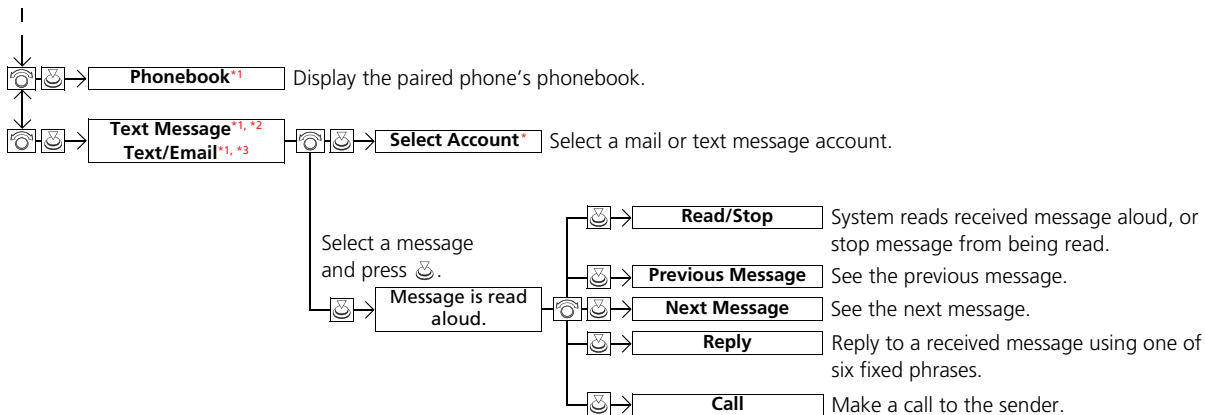 Phonebook*1 Display the paired phone's phonebook.
Text Message*1, *2
Text/Email*1, *3
Select Account* Select a mail or text message account.
Select a message
and press .
Message is read
aloud.
Read/Stop System reads received message aloud, or
stop message from being read.
Previous Message See the previous message.
Next Message See the next message.
Reply Reply to a received message using one of
six fixed phrases.
Call Make a call to the sender.